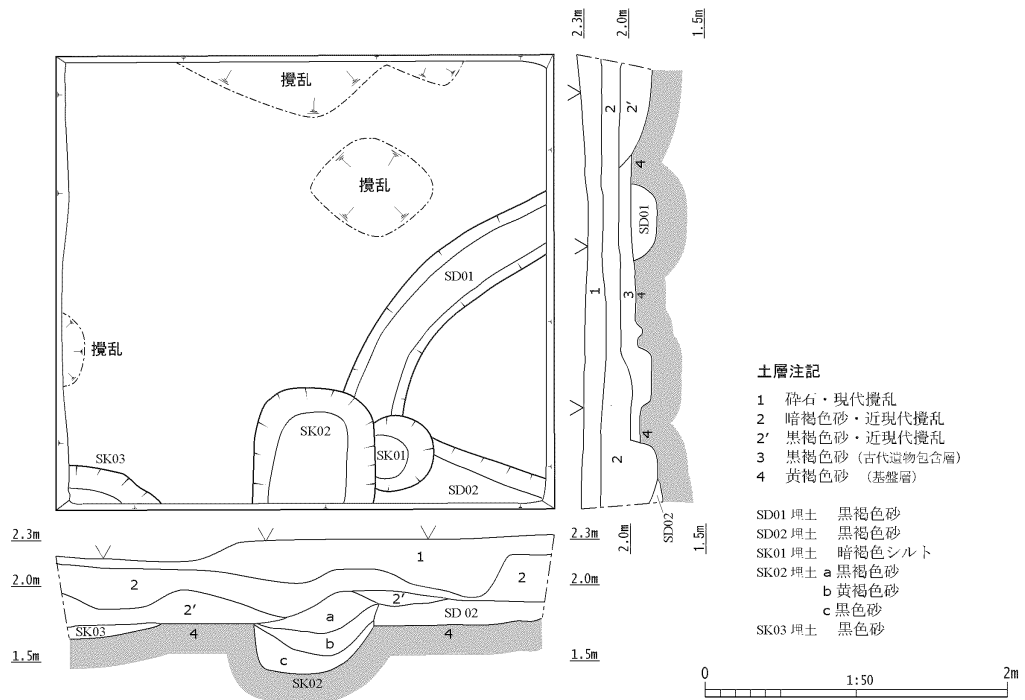 2.3m
2.0m
1.5m
攪乱
攪乱
攪乱
SD01
SK02
SK01
SK03
SD02
2
2'
4
SD01
1
3
4
4
2
SD02
2.0m
1.5m
2.3m
2.0m
1.5m
2.3m
2.0m
1.5m
1
2
2
2'
2'
a
b
c
SD 02
SK03
4
4
SK02
土層注記
1 砕石・現代攪乱
2 暗褐色砂・近現代攪乱
2' 黒褐色砂・近現代攪乱
3 黒褐色砂（古代遺物包含層）
4 黄褐色砂 （基盤層）
SD01 埋土 黒褐色砂
SD02 埋土 黒褐色砂
SK01 埋土 暗褐色シルト
SK02 埋土 a 黒褐色砂
b 黄褐色砂
c 黒色砂
SK03 埋土 黒色砂
0 1:50 2m